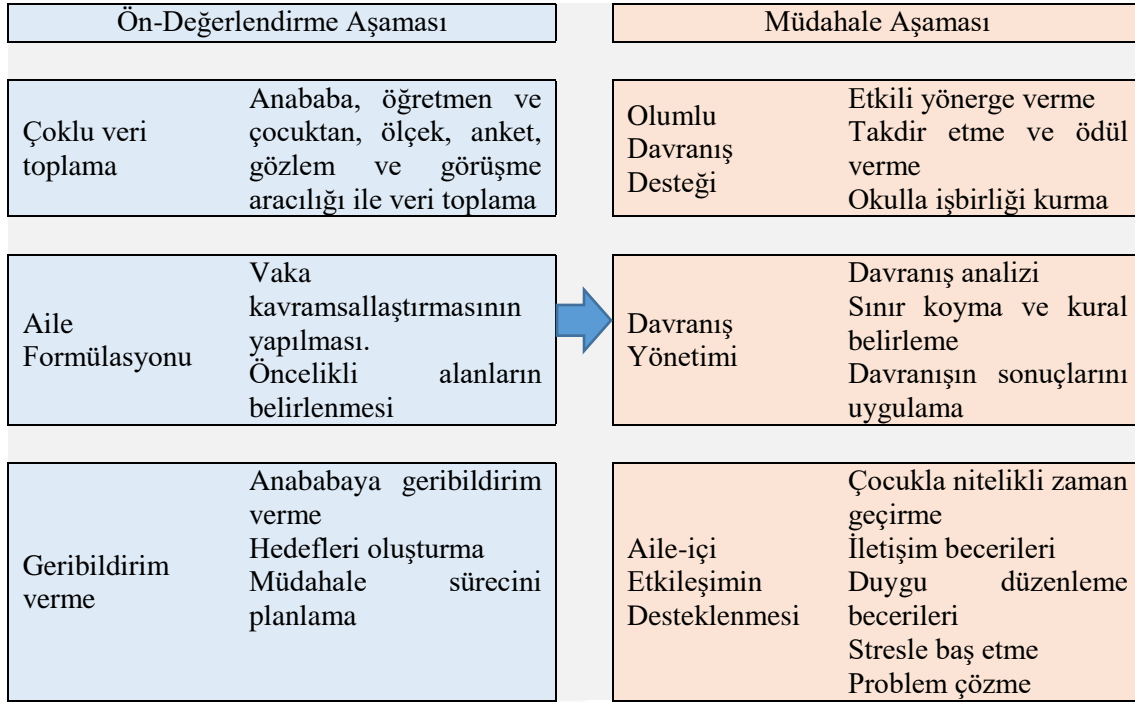 Ön-Değerlendirme Aşaması
Çoklu veri
toplama
Anababa, öğretmen ve
çocuktan, ölçek, anket,
gözlem ve görüşme
aracılığı ile veri toplama
Aile
Formülasyonu
Vaka
kavramsallaştırmasının
yapılması.
Öncelikli alanların
belirlenmesi
Geribildirim
verme
Anababaya geribildirim
verme
Hedefleri oluşturma
Müdahale sürecini
planlama
Müdahale Aşaması
Olumlu
Davranış
Desteği
Etkili yönerge verme
Takdir etme ve ödül
verme
Okulla işbirliği kurma
Davranış
Yönetimi
Davranış analizi
Sınır koyma ve kural
belirleme
Davranışın sonuçlarını
uygulama
Aile-içi
Etkileşimin
Desteklenmesi
Çocukla nitelikli zaman
geçirme
İletişim becerileri
Duygu düzenleme
becerileri
Stresle baş etme
Problem çözme